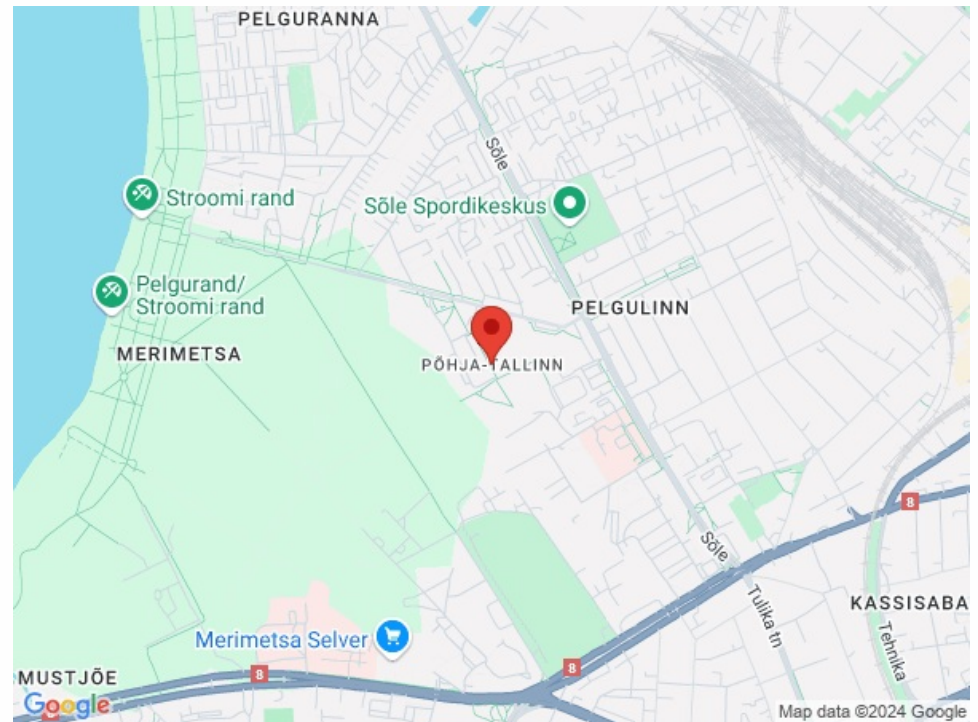 PELGURANNA
Sõle
Stroomi rand
Sõle Spordikeskus
Pelgurand/
Stroomi rand
PELGULINN
MERIMETSA
PÕHJA-TALLINN
8
Sõle
Tulika tn
KASSISABA
Merimetsa Selver
Tehnika
8
8
MUSTJÕE
Google
Map data ©2024 Google